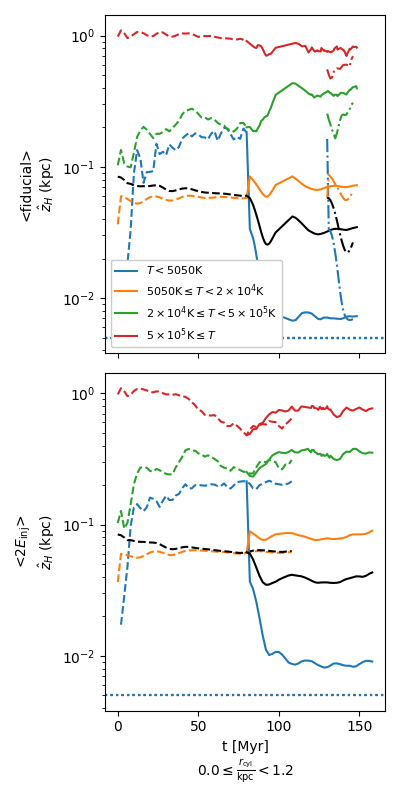 10⁰
10⁻¹
10⁻²
<fiducial>
ẑ_H (kpc)
T < 5050K
5050K ≤ T < 2 × 10⁴K
2 × 10⁴K ≤ T < 5 × 10⁵K
5 × 10⁵K ≤ T
10⁰
10⁻¹
10⁻²
<2E_inj>
ẑ_H (kpc)
0 50 100 150
t [Myr]
0.0 ≤ r_cyl/kpc < 1.2